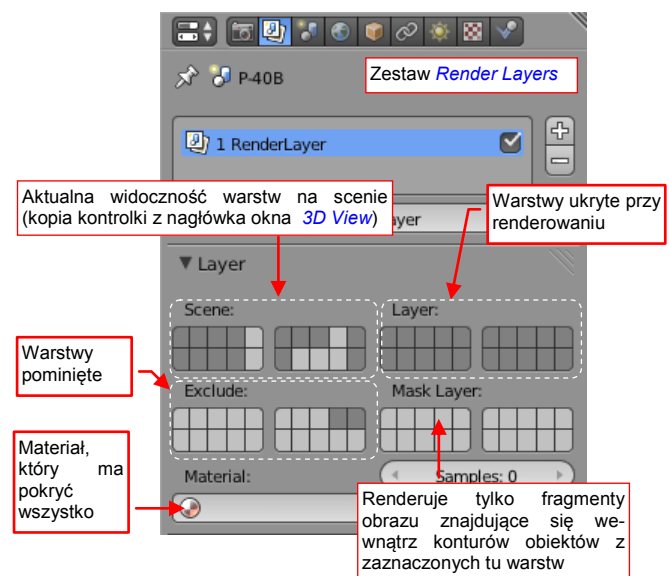 P-40B
Zestaw Render Layers
1 RenderLayer
Aktualna widoczność warstw na scenie
(kopia kontrolki z nagłówka okna 3D View)
ayer
Warstwy ukryte przy
renderowaniu
Layer
Scene:
Layer:
Warstwy
pominięte
Exclude:
Mask Layer:
Materiał,
który ma
pokryć
wszystko
Material:
Samples: 0
Renderuje tylko fragmenty
obrazu znajdujące się we-
wnątrz konturów obiektów z
zaznaczonych tu warstw